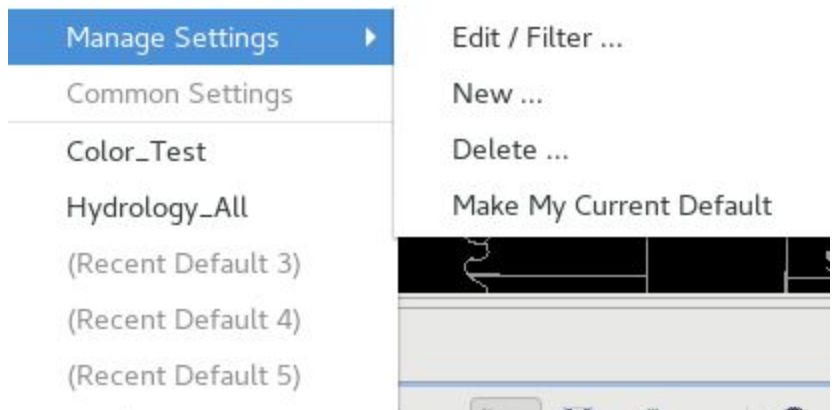 Manage Settings
Common Settings
Color_Test
Hydrology_All
(Recent Default 3)
(Recent Default 4)
(Recent Default 5)
Edit / Filter ...
New ...
Delete ...
Make My Current Default